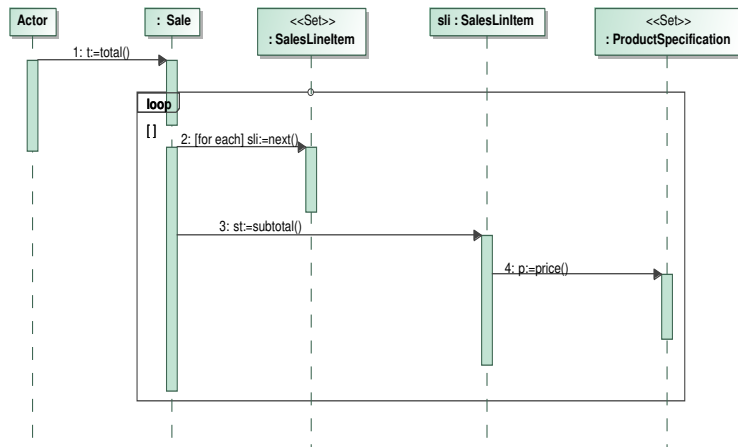 Actor
: Sale
<<Set>>
: SalesLineItem
sli : SalesLinItem
<<Set>>
: ProductSpecification
1: t:=total()
loop
[ ]
2: [for each] sli:=next()
3: st:=subtotal()
4: p:=price()